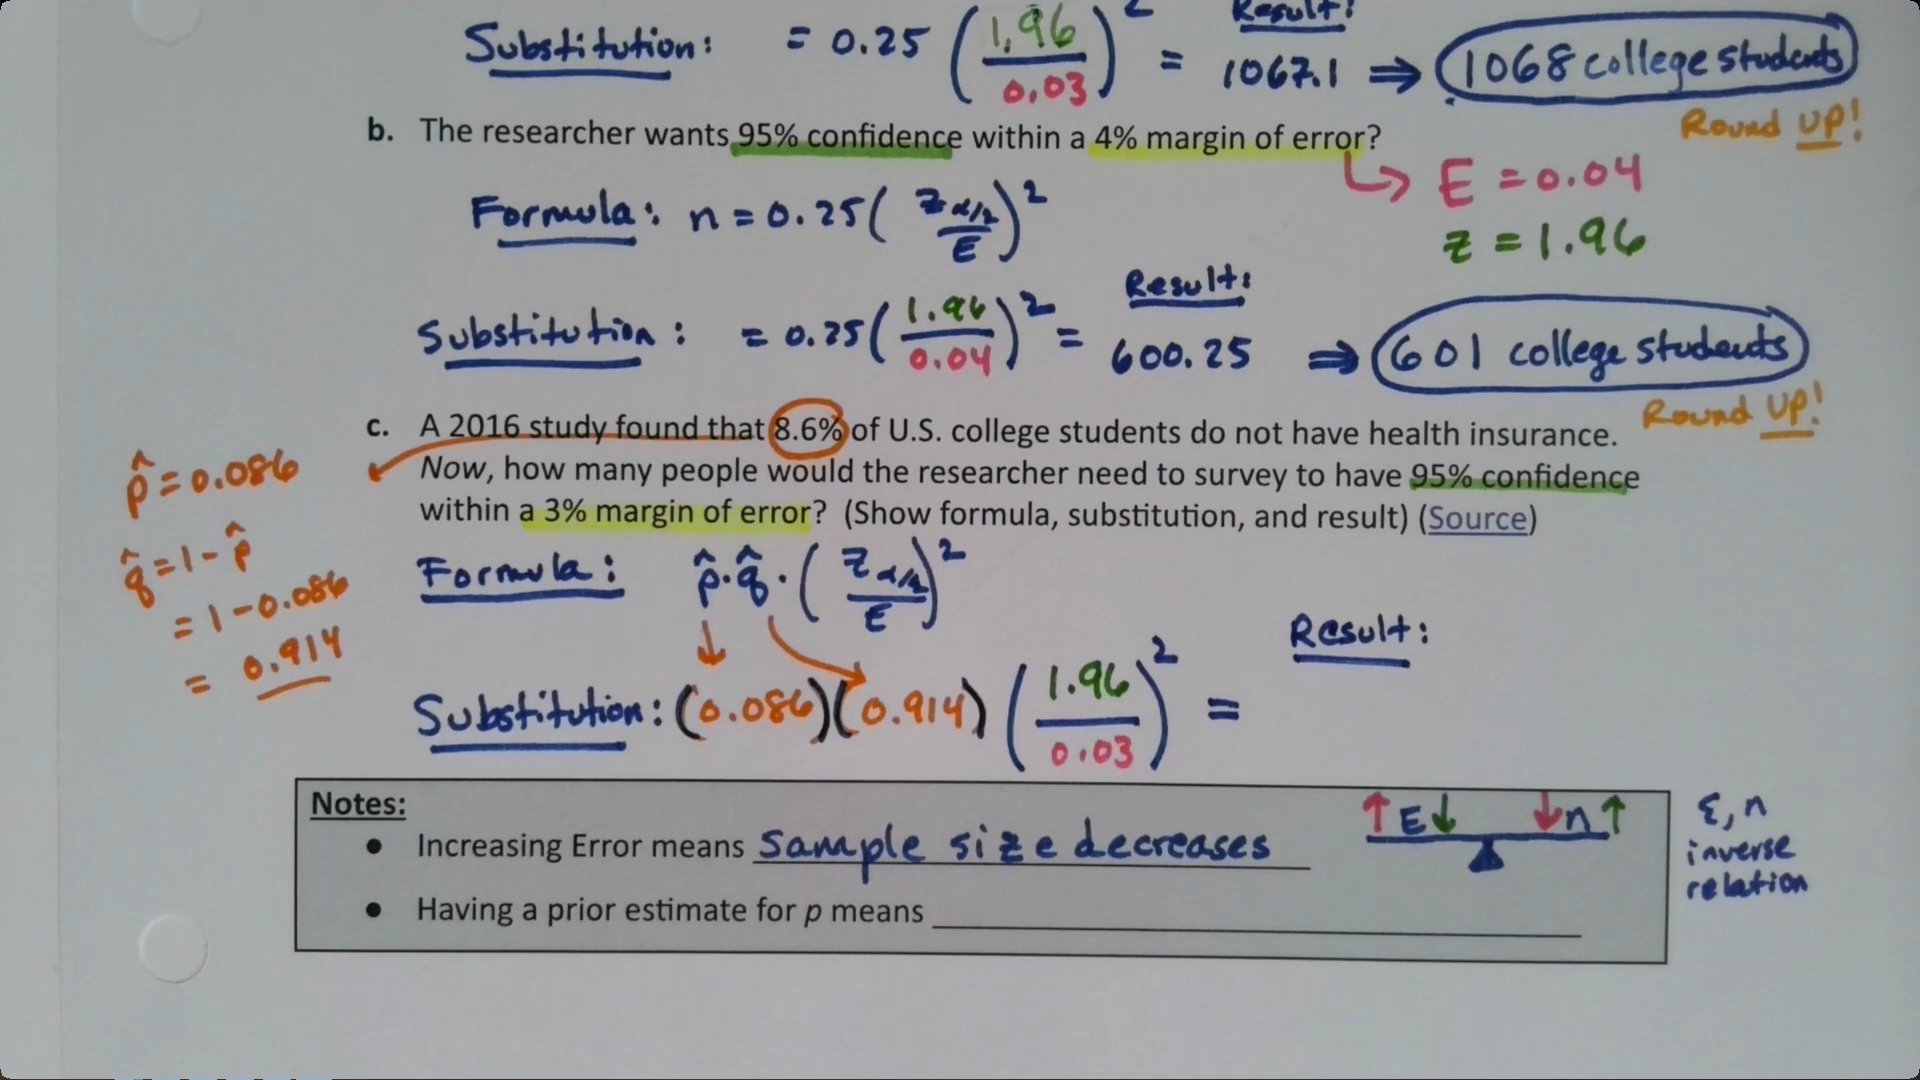 Result:
Substitution: = 0.25 (1.96/0.03)² = 1067.1 ⇒ 1068 college students
Round UP!
b. The researcher wants 95% confidence within a 4% margin of error?
↳ E = 0.04
z = 1.96
Formula: n = 0.25 (z α/2 / E)²
Result:
Substitution: = 0.25 (1.96/0.04)² = 600.25 ⇒ 601 college students
Round UP!
c. A 2016 study found that 8.6% of U.S. college students do not have health insurance.
Now, how many people would the researcher need to survey to have 95% confidence
within a 3% margin of error? (Show formula, substitution, and result) (Source)
p̂ = 0.086
q̂ = 1 - p̂
= 1 - 0.086
= 0.914
Formula: p̂ · q̂ · (z α/2 / E)²
Result:
Substitution: (0.086)(0.914) (1.96/0.03)² =
Notes:
↑ E ↓ ↓ n ↑
• Increasing Error means sample size decreases
• Having a prior estimate for p means
E, n
inverse
relation